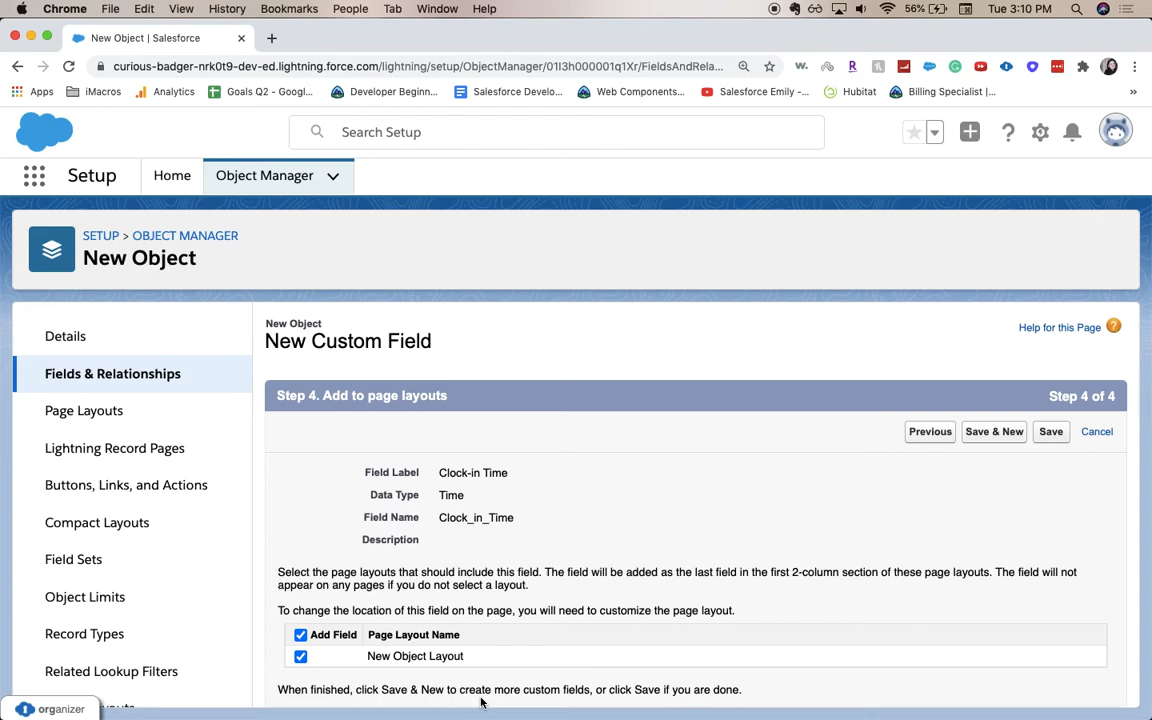 Chrome File Edit View History Bookmarks People Tab Window Help 56% Tue 3:10 PM
New Object | Salesforce
curious-badger-nrk0t9-dev-ed.lightning.force.com/lightning/setup/ObjectManager/01I3h000001q1Xr/FieldsAndRela...
Apps iMacros Analytics Goals Q2 - Googl... Developer Beginn... Salesforce Develo... Web Components... Salesforce Emily -... Hubitat Billing Specialist |... »
Search Setup
Setup Home Object Manager
SETUP > OBJECT MANAGER
New Object
Details
Fields & Relationships
Page Layouts
Lightning Record Pages
Buttons, Links, and Actions
Compact Layouts
Field Sets
Object Limits
Record Types
Related Lookup Filters
organizer
New Object
New Custom Field
Help for this Page ?
Step 4. Add to page layouts Step 4 of 4
Previous Save & New Save Cancel
Field Label Clock-in Time
Data Type Time
Field Name Clock_in_Time
Description
Select the page layouts that should include this field. The field will be added as the last field in the first 2-column section of these page layouts. The field will not
appear on any pages if you do not select a layout.
To change the location of this field on the page, you will need to customize the page layout.
Add Field Page Layout Name
New Object Layout
When finished, click Save & New to create more custom fields, or click Save if you are done.